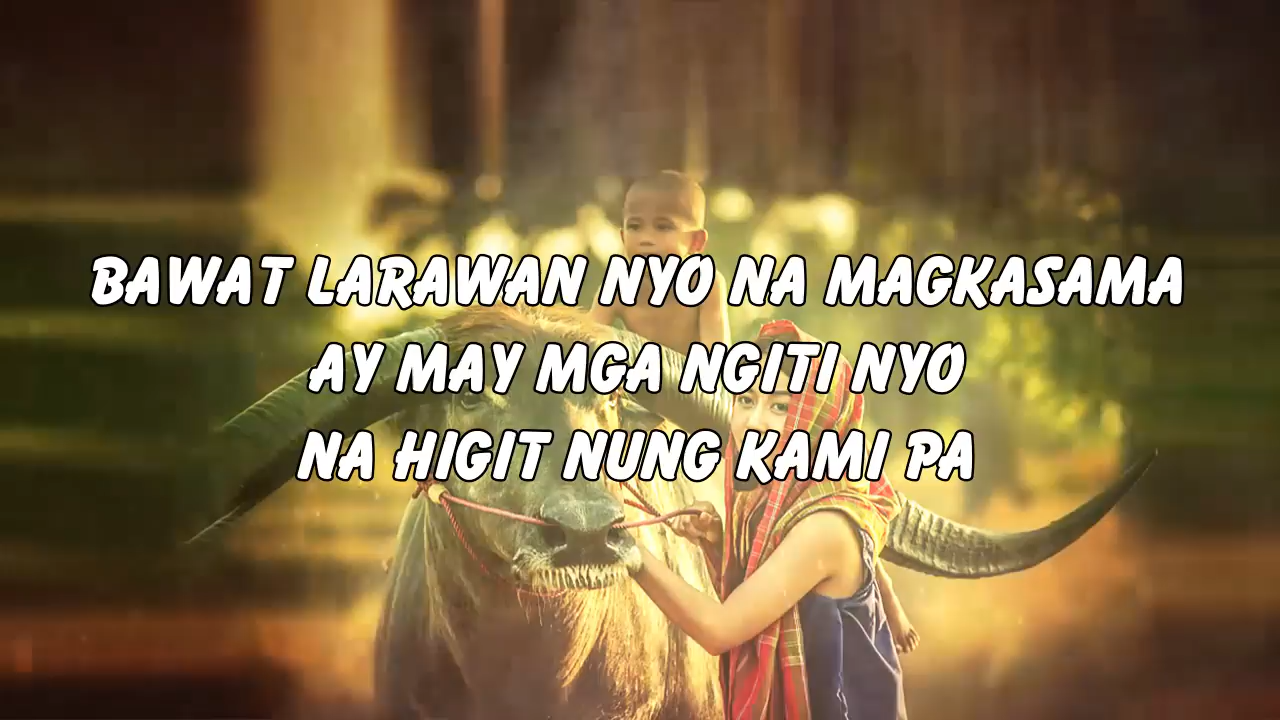 BAWAT LARAWAN NYO NA MAGKASAMA
AY MAY MGA NGITI NYO
NA HIGIT NUNG KAMI PA